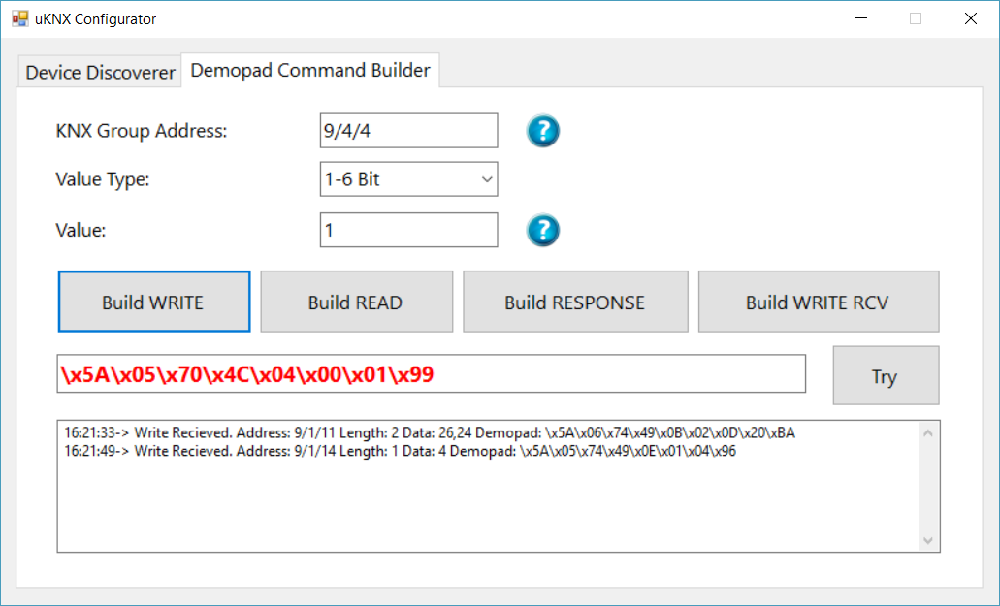 uKNX Configurator
Device Discoverer Demopad Command Builder
KNX Group Address: 9/4/4 ?
Value Type: 1-6 Bit
Value: 1 ?
Build WRITE Build READ Build RESPONSE Build WRITE RCV
\x5A\x05\x70\x4C\x04\x00\x01\x99 Try
16:21:33-> Write Recieved. Address: 9/1/11 Length: 2 Data: 26,24 Demopad: \x5A\x06\x74\x49\x0B\x02\x0D\x20\xBA
16:21:49-> Write Recieved. Address: 9/1/14 Length: 1 Data: 4 Demopad: \x5A\x05\x74\x49\x0E\x01\x04\x96